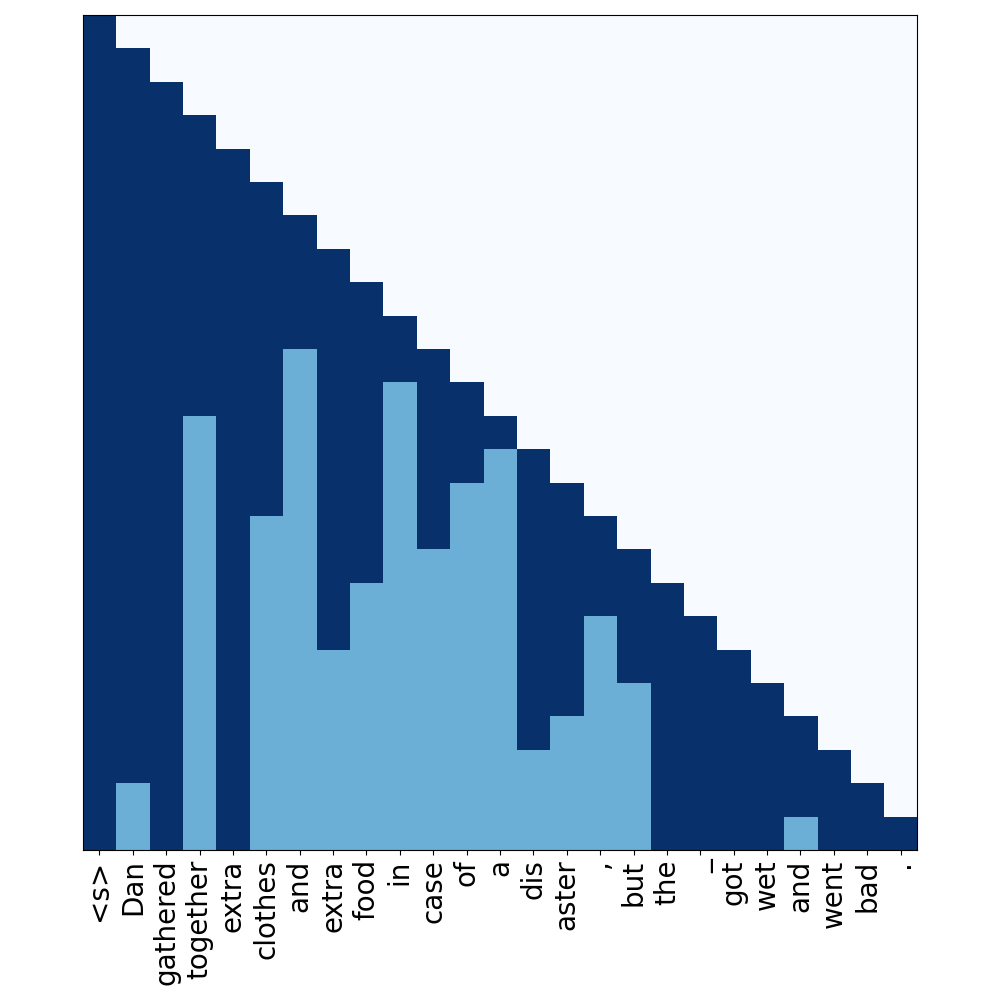 <s> Dan gathered together extra clothes and extra food in case of a dis aster , but the _ got wet and went bad .